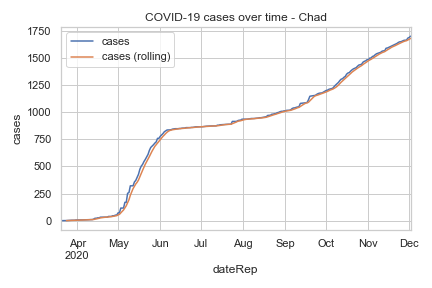 COVID-19 cases over time - Chad
cases
cases (rolling)
1750
1500
1250
1000
750
500
250
0
cases
Apr
2020
May
Jun
Jul
Aug
Sep
Oct
Nov
Dec
dateRep